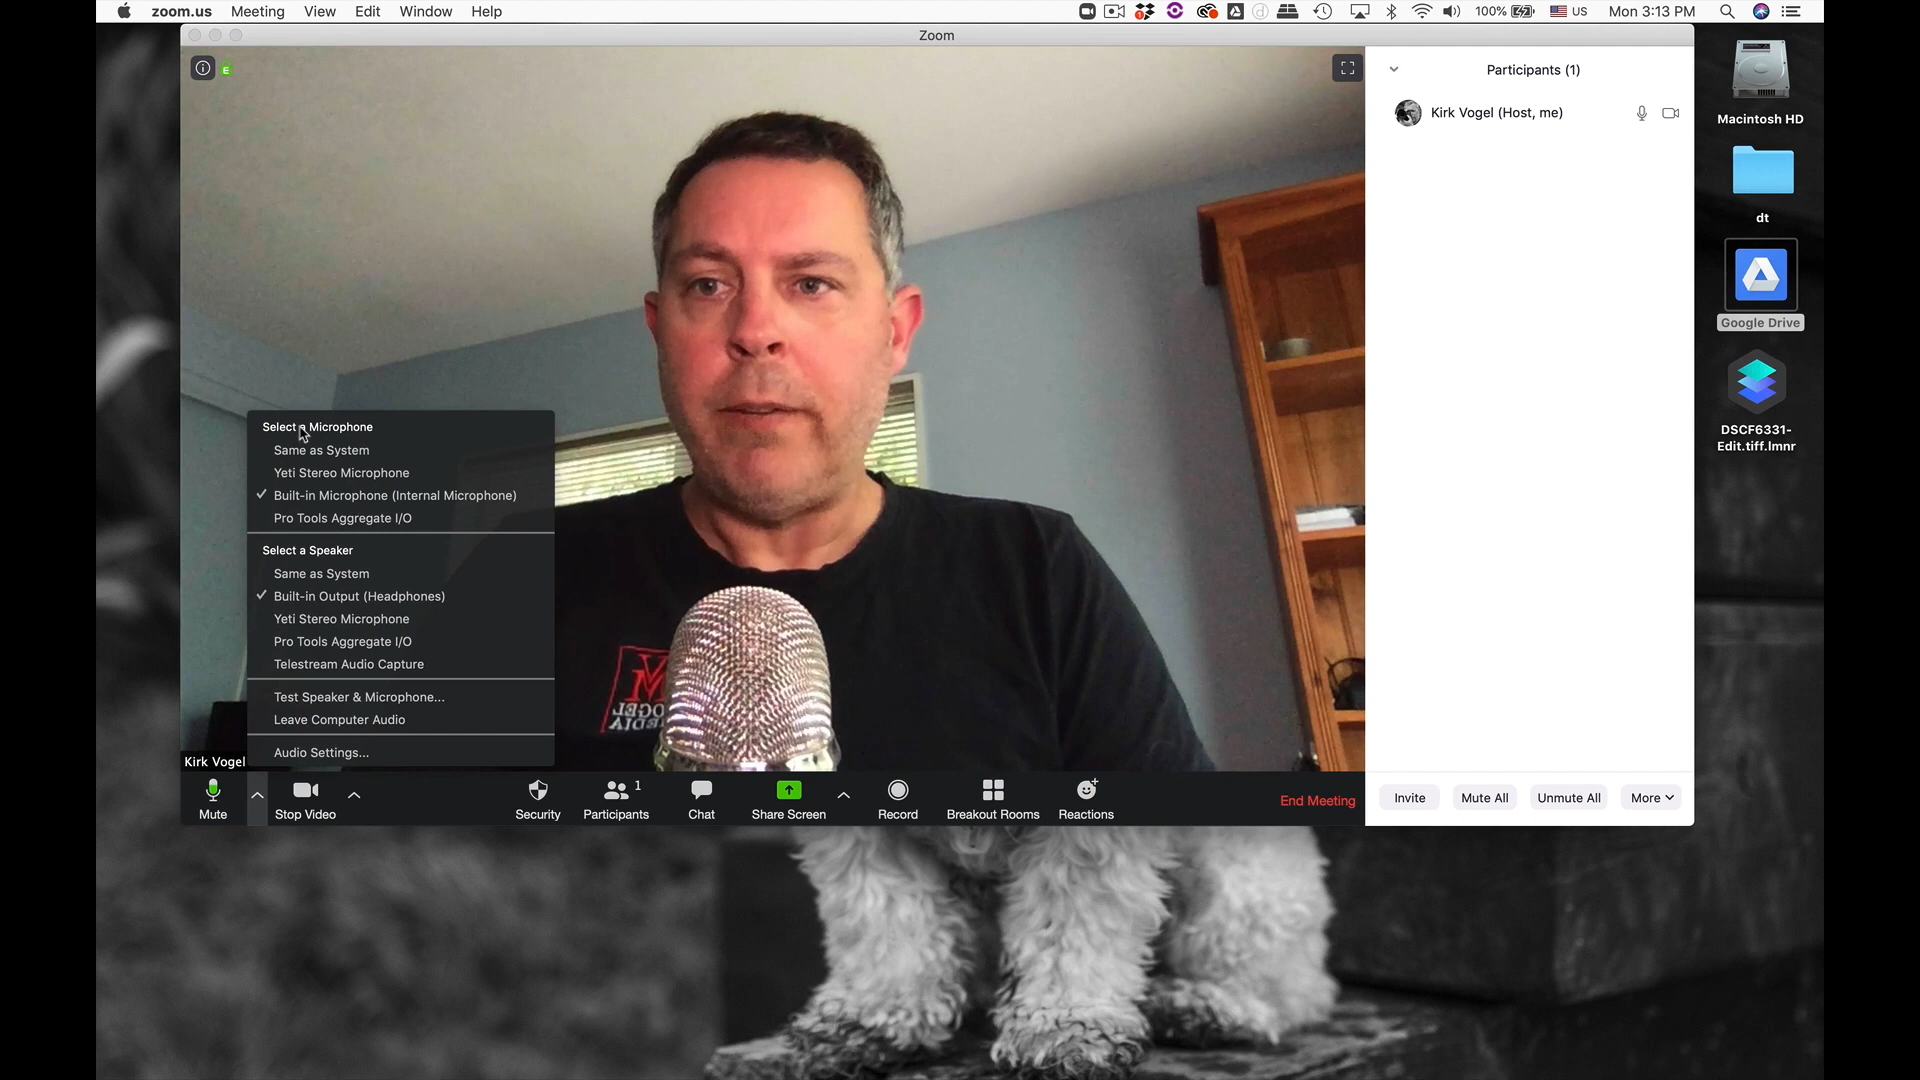 zoom.us Meeting View Edit Window Help
100% US Mon 3:13 PM
Zoom
E
Participants (1)
Kirk Vogel (Host, me)
Macintosh HD
dt
Google Drive
DSCF6331-
Edit.tiff.lmnr
Select a Microphone
Same as System
Yeti Stereo Microphone
✓ Built-in Microphone (Internal Microphone)
Pro Tools Aggregate I/O
Select a Speaker
Same as System
✓ Built-in Output (Headphones)
Yeti Stereo Microphone
Pro Tools Aggregate I/O
Telestream Audio Capture
Test Speaker & Microphone...
Leave Computer Audio
Audio Settings...
VOGEL
MEDIA
Kirk Vogel
Mute
Stop Video
Security
Participants 1
Chat
Share Screen
Record
Breakout Rooms
Reactions
End Meeting
Invite
Mute All
Unmute All
More